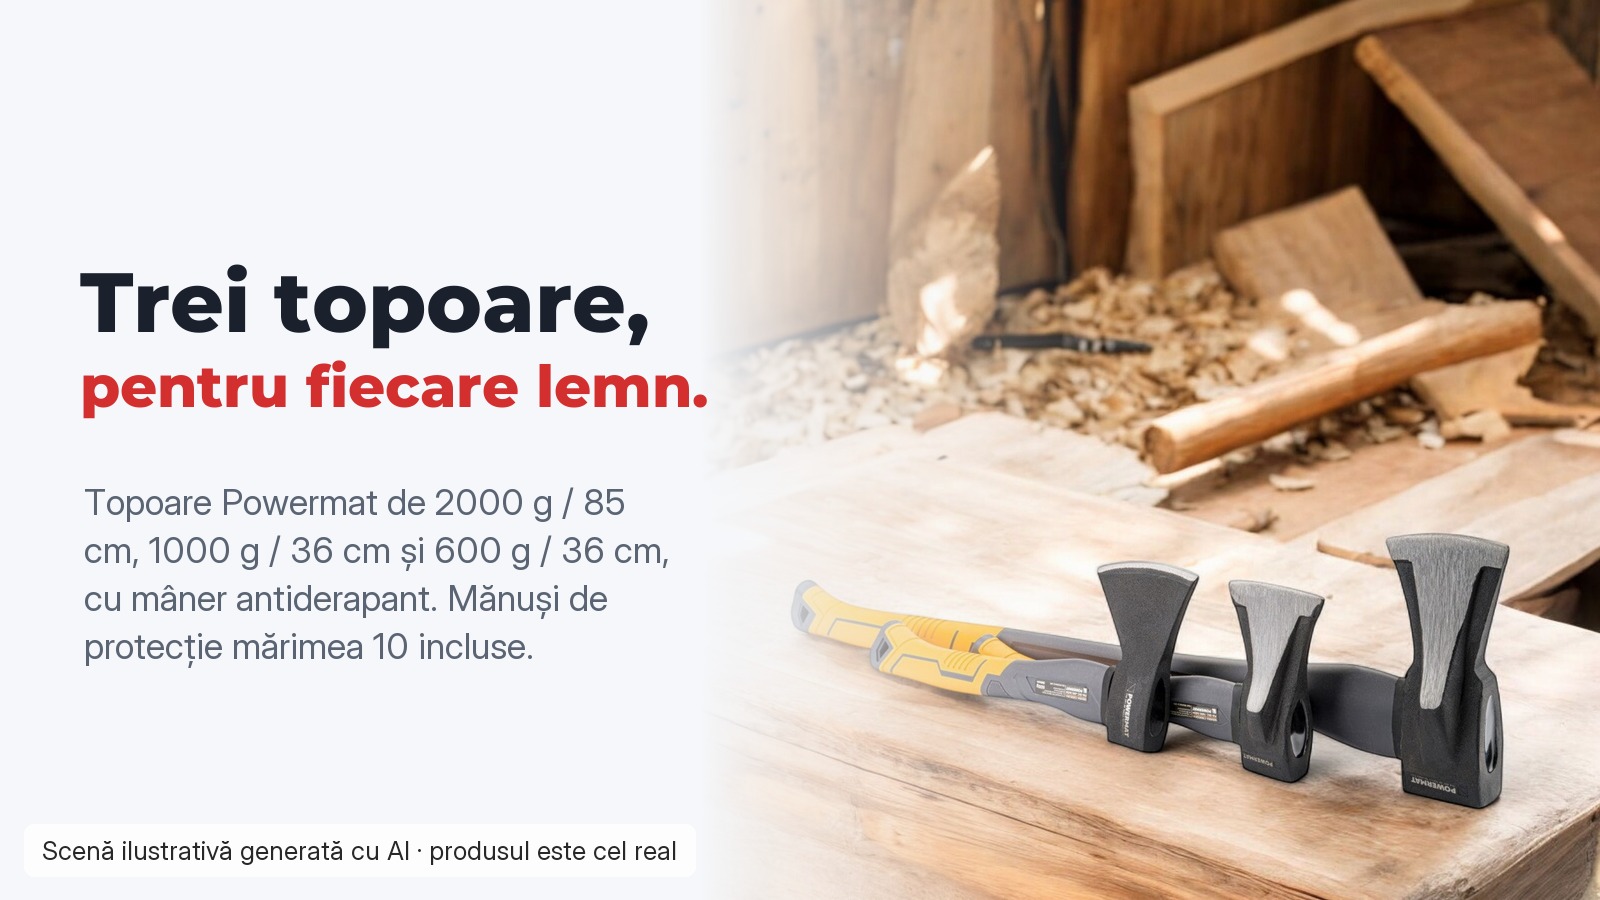 Trei topoare,
pentru fiecare lemn.
Topoare Powermat de 2000 g / 85
cm, 1000 g / 36 cm și 600 g / 36 cm,
cu mâner antiderapant. Mănuși de
protecție mărimea 10 incluse.
POWERMAT
POWERMAT
POWERMAT
Scenă ilustrativă generată cu AI · produsul este cel real